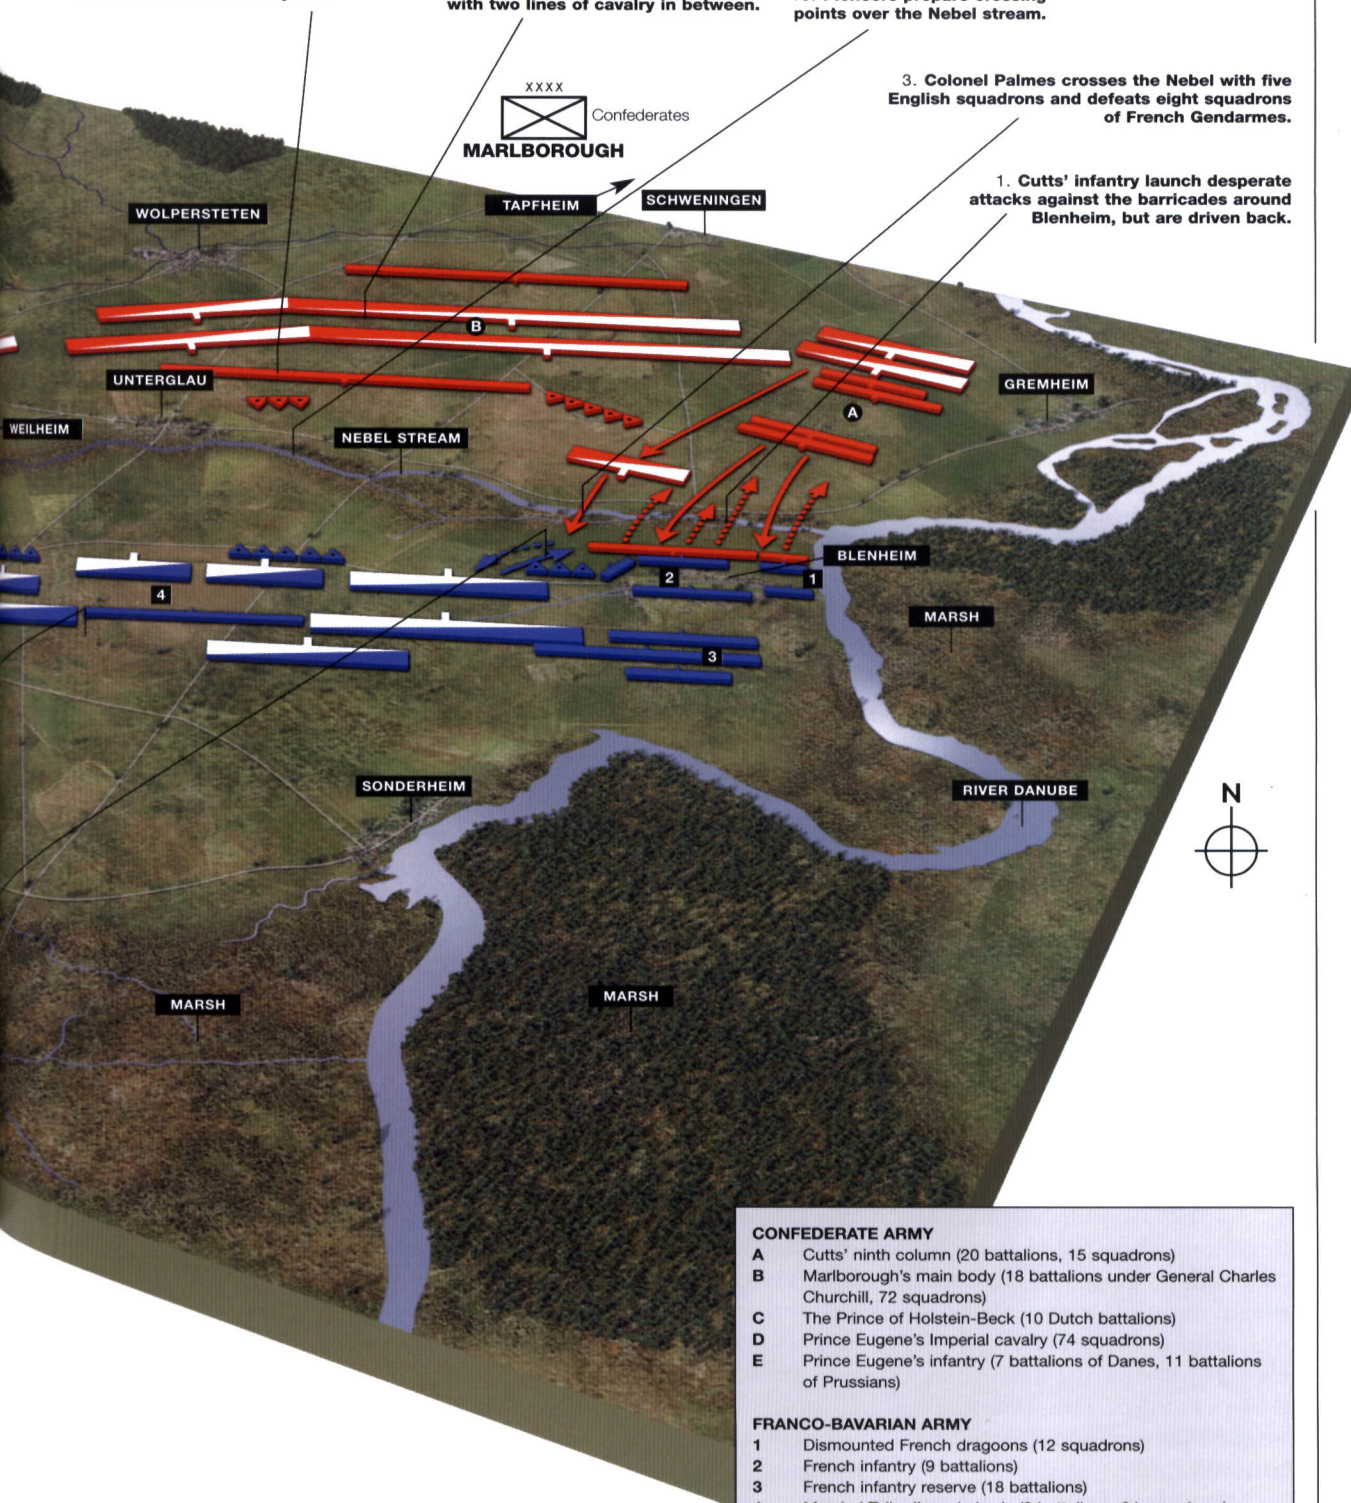 with two lines of cavalry in between.
points over the Nebel stream.
3. Colonel Palmes crosses the Nebel with five
English squadrons and defeats eight squadrons
of French Gendarmes.
XXXX
Confederates
MARLBOROUGH
1. Cutts' infantry launch desperate
attacks against the barricades around
Blenheim, but are driven back.
TAPFHEIM
SCHWENINGEN
WOLPERSTETEN
B
UNTERGLAU
GREMHEIM
A
WEILHEIM
NEBEL STREAM
BLENHEIM
2
1
4
MARSH
3
SONDERHEIM
RIVER DANUBE
N
MARSH
MARSH
CONFEDERATE ARMY
A Cutts' ninth column (20 battalions, 15 squadrons)
B Marlborough's main body (18 battalions under General Charles
Churchill, 72 squadrons)
C The Prince of Holstein-Beck (10 Dutch battalions)
D Prince Eugene's Imperial cavalry (74 squadrons)
E Prince Eugene's infantry (7 battalions of Danes, 11 battalions
of Prussians)
FRANCO-BAVARIAN ARMY
1 Dismounted French dragoons (12 squadrons)
2 French infantry (9 battalions)
3 French infantry reserve (18 battalions)